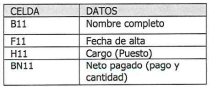 CELDA DATOS
B11 Nombre completo
F11 Fecha de alta
H11 Cargo (Puesto)
BN11 Neto pagado (pago y
cantidad)